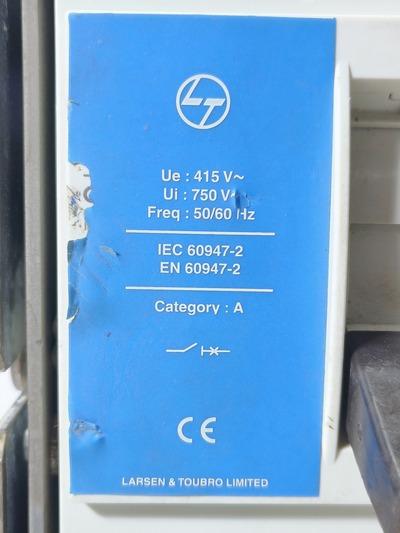 LT
Ue : 415 V~
Ui : 750 V~
Freq : 50/60 Hz
IEC 60947-2
EN 60947-2
Category : A
CE
LARSEN & TOUBRO LIMITED